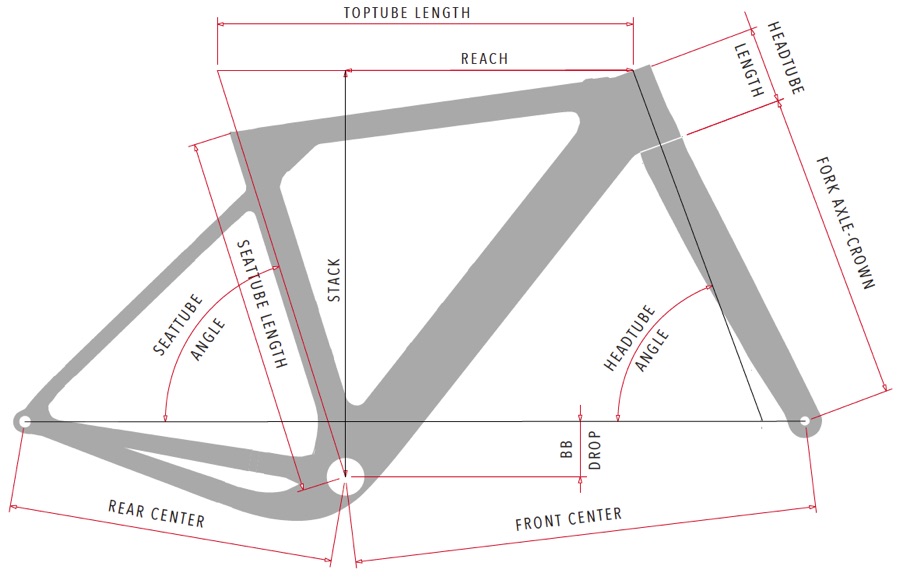 TOPTUBE LENGTH
REACH
HEADTUBE
LENGTH
STACK
SEATTUBE LENGTH
SEATTUBE
ANGLE
HEADTUBE
ANGLE
FORK AXLE-CROWN
BB
DROP
REAR CENTER
FRONT CENTER